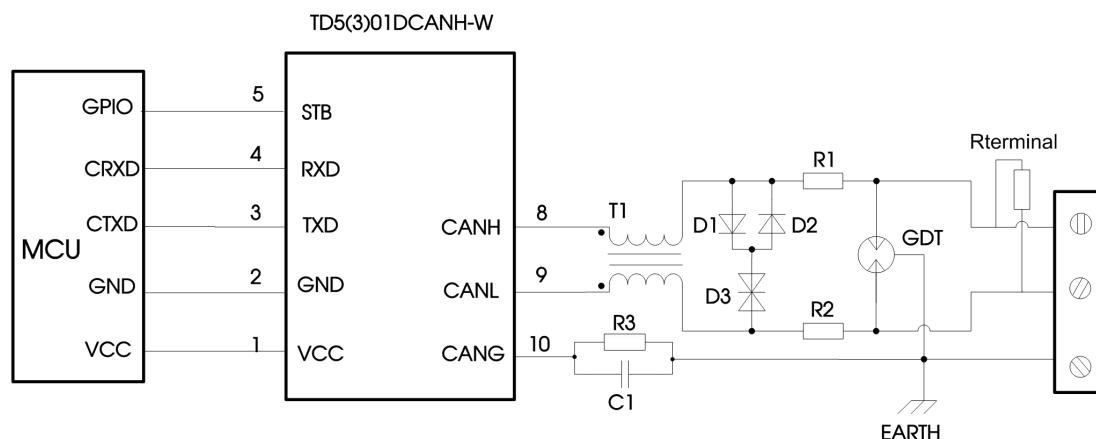 TD5(3)01DCANH-W
MCU
GPIO
CRXD
CTXD
GND
VCC
5
4
3
2
1
STB
RXD
TXD
GND
VCC
CANH
CANL
CANG
8
9
10
T1
D1
D2
D3
R1
R2
R3
C1
GDT
Rterminal
EARTH